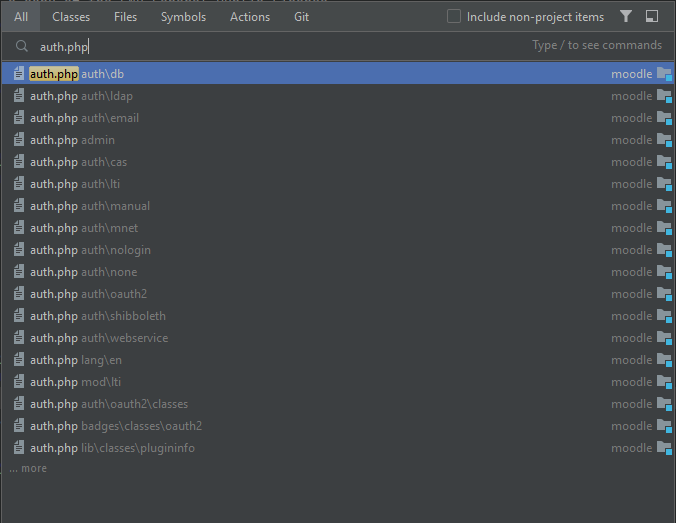 All Classes Files Symbols Actions Git Include non-project items
auth.php Type / to see commands
auth.php auth\db moodle
auth.php auth\ldap moodle
auth.php auth\email moodle
auth.php admin moodle
auth.php auth\cas moodle
auth.php auth\lti moodle
auth.php auth\manual moodle
auth.php auth\mnet moodle
auth.php auth\nologin moodle
auth.php auth\none moodle
auth.php auth\oauth2 moodle
auth.php auth\shibboleth moodle
auth.php auth\webservice moodle
auth.php lang\en moodle
auth.php mod\lti moodle
auth.php auth\oauth2\classes moodle
auth.php badges\classes\oauth2 moodle
auth.php lib\classes\plugininfo moodle
... more